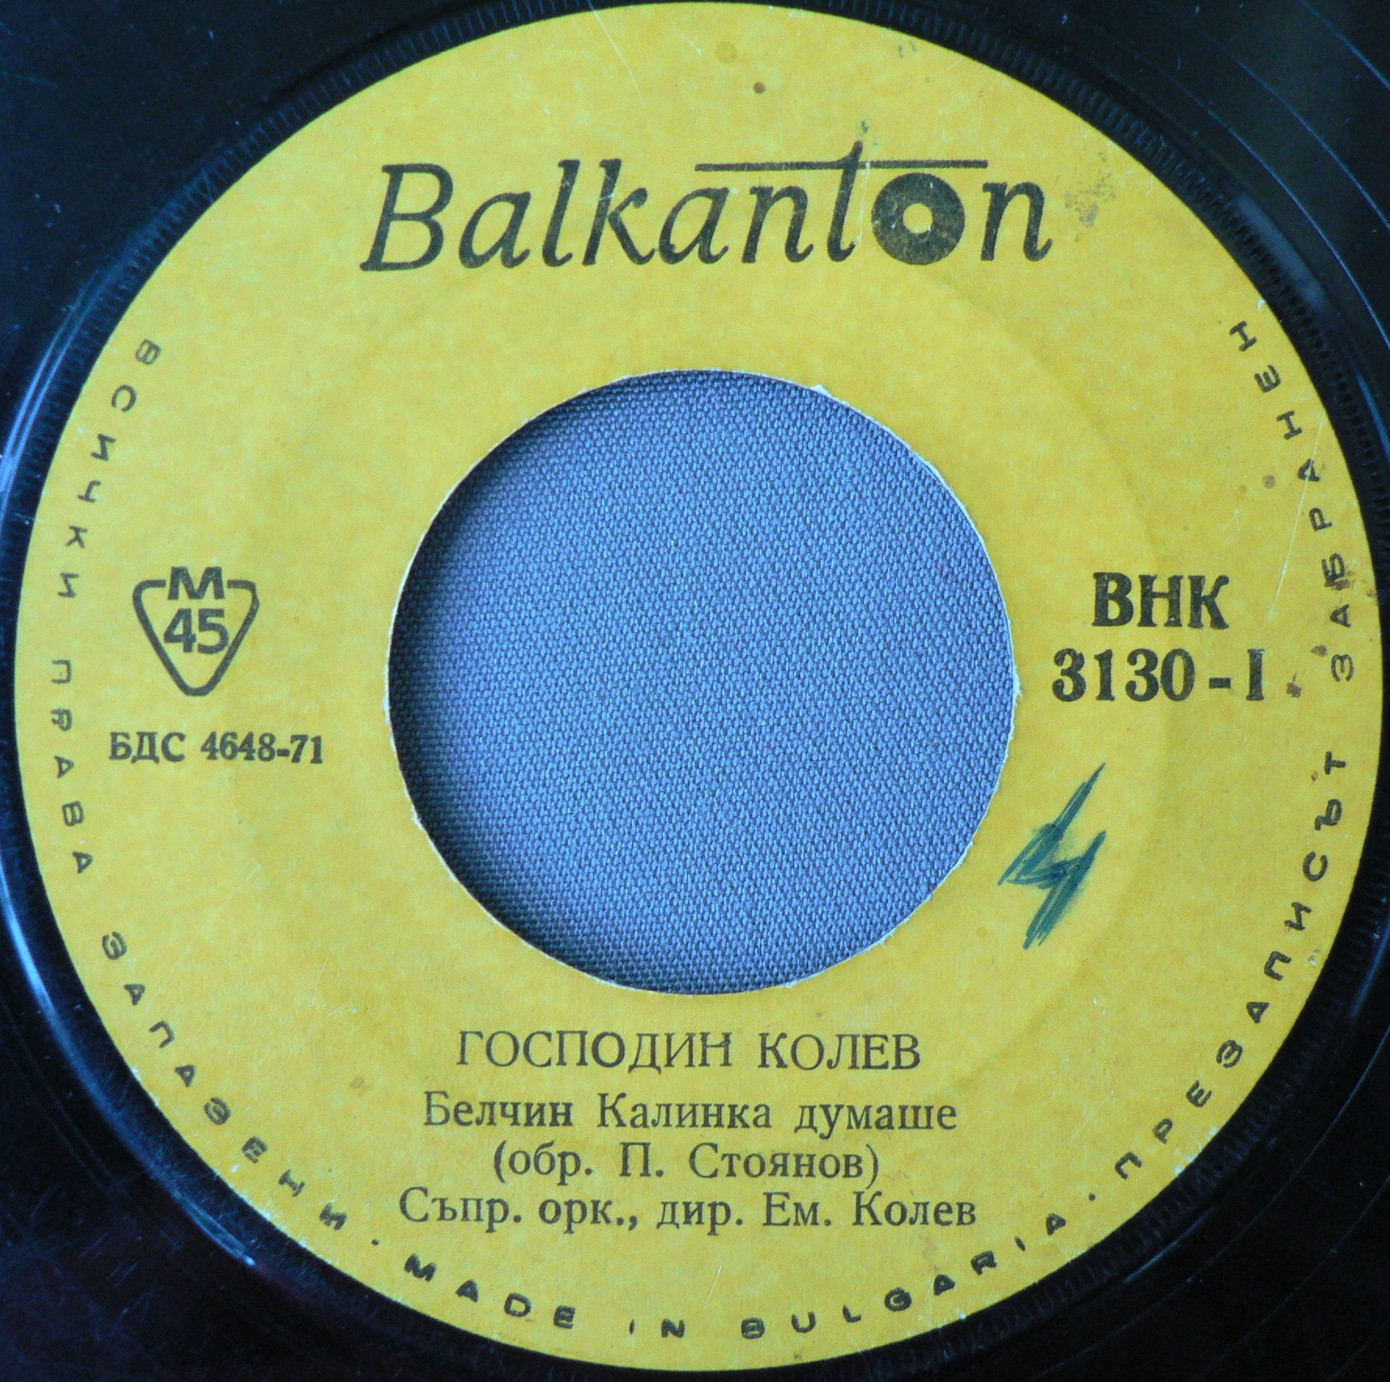 Balkanton
М
45
БДС 4648-71
ВНК
3130-I
ГОСПОДИН КОЛЕВ
Белчин Калинка думаше
(обр. П. Стоянов)
Съпр. орк., дир. Ем. Колев
ВСИЧКИ ПРАВА ЗАПАЗЕНИ · MADE IN BULGARIA · ПРЕЗАПИСЪТ ЗАБРАНЕН